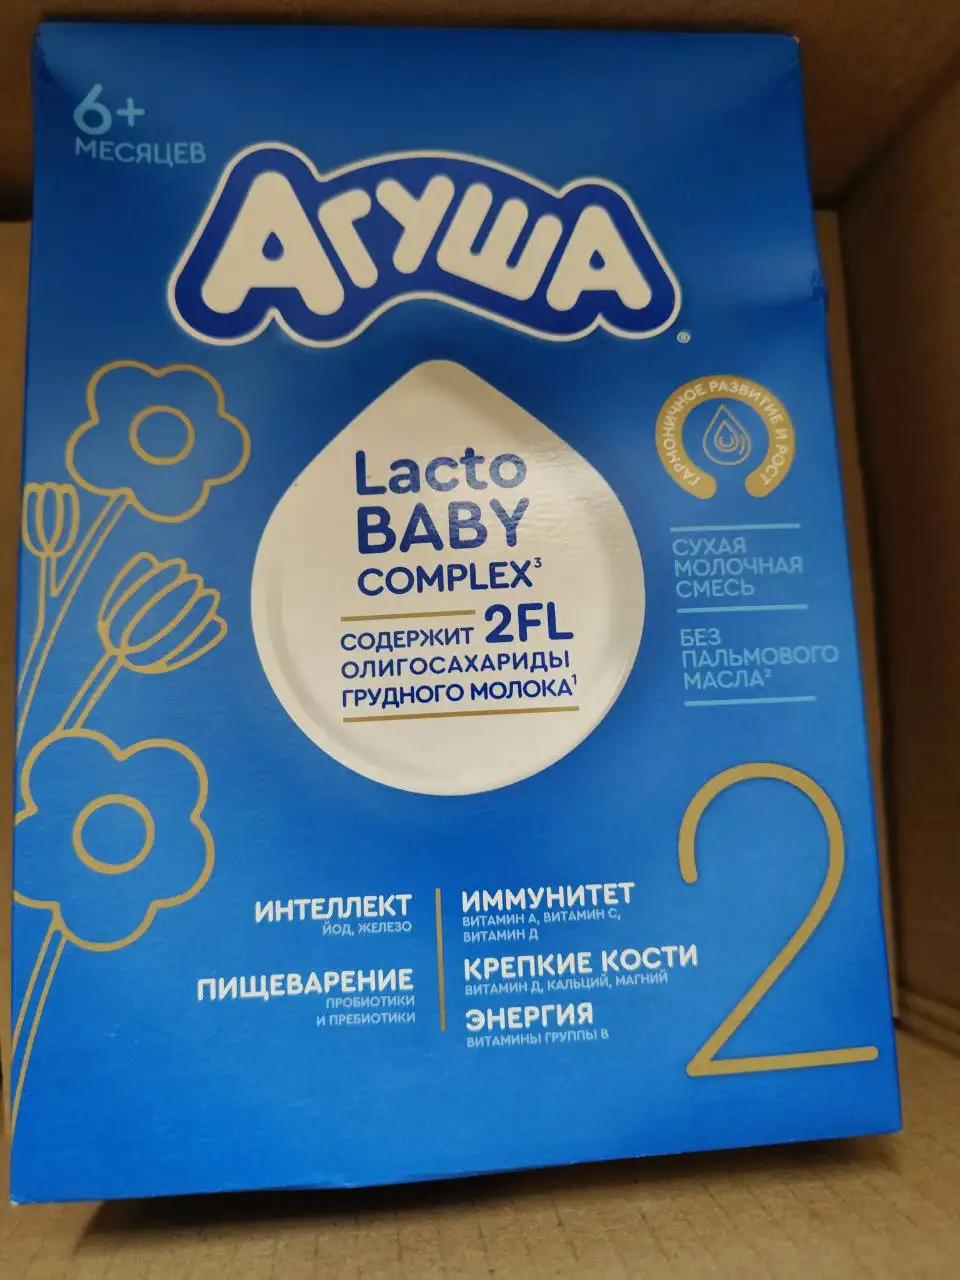 6+
МЕСЯЦЕВ
АГУША
®
Lacto
BABY
COMPLEX³
СОДЕРЖИТ 2FL
ОЛИГОСАХАРИДЫ
ГРУДНОГО МОЛОКА¹
ГАРМОНИЧНОЕ РАЗВИТИЕ И РОСТ
СУХАЯ
МОЛОЧНАЯ
СМЕСЬ
БЕЗ
ПАЛЬМОВОГО
МАСЛА²
ИНТЕЛЛЕКТ
ЙОД, ЖЕЛЕЗО
ПИЩЕВАРЕНИЕ
ПРОБИОТИКИ
И ПРЕБИОТИКИ
ИММУНИТЕТ
ВИТАМИН А, ВИТАМИН С,
ВИТАМИН Д
КРЕПКИЕ КОСТИ
ВИТАМИН Д, КАЛЬЦИЙ, МАГНИЙ
ЭНЕРГИЯ
ВИТАМИНЫ ГРУППЫ В
2